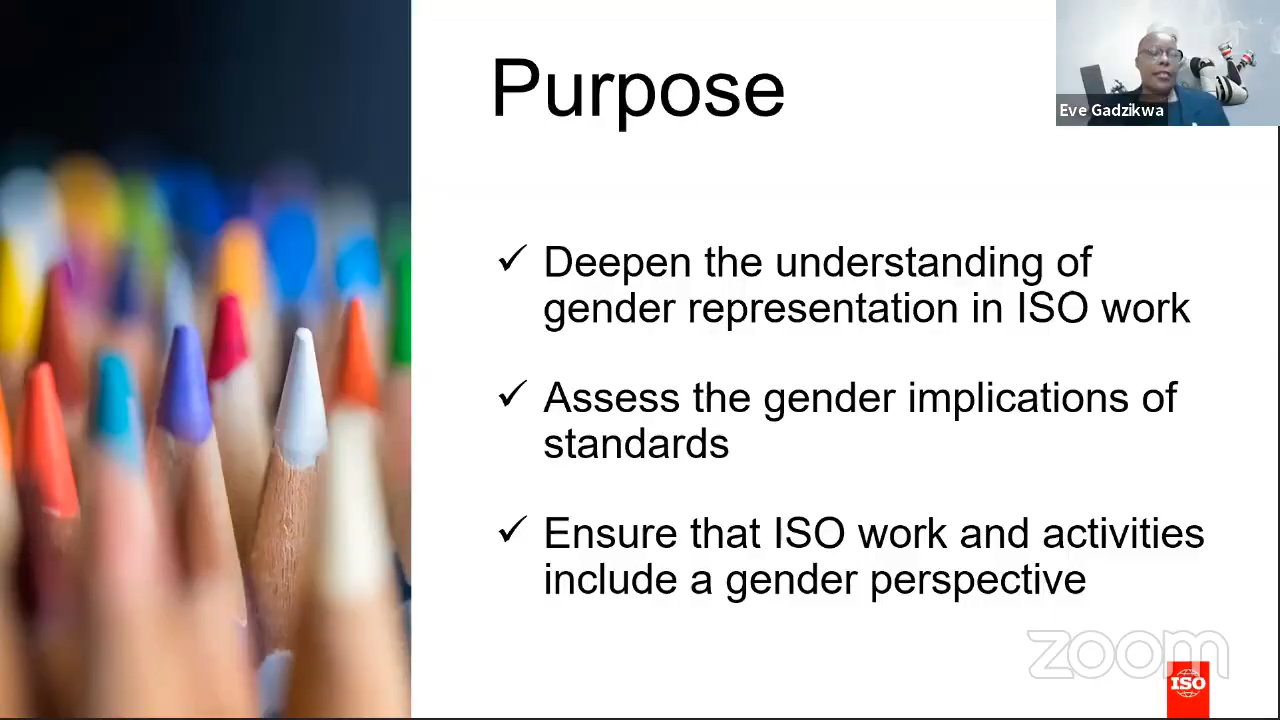 Purpose
Eve Gadzikwa
✓ Deepen the understanding of
gender representation in ISO work
✓ Assess the gender implications of
standards
✓ Ensure that ISO work and activities
include a gender perspective
zoom
ISO